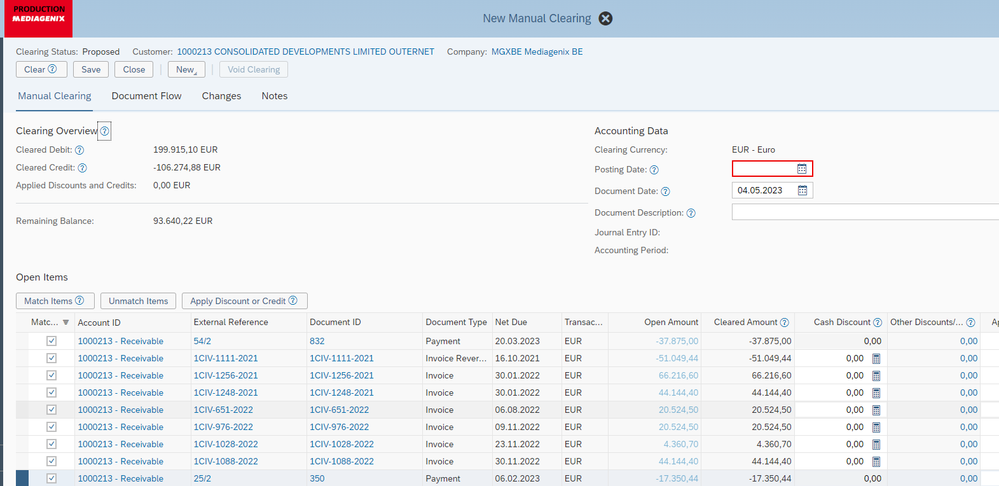 PRODUCTION
MEDIAGENIX
New Manual Clearing
Clearing Status: Proposed Customer: 1000213 CONSOLIDATED DEVELOPMENTS LIMITED OUTERNET Company: MGXBE Mediagenix BE
Clear ? Save Close New Void Clearing
Manual Clearing Document Flow Changes Notes
Clearing Overview ? Accounting Data
Cleared Debit: ? 199.915,10 EUR Clearing Currency: EUR - Euro
Cleared Credit: ? -106.274,88 EUR Posting Date: ?
Applied Discounts and Credits: 0,00 EUR Document Date: ? 04.05.2023
Document Description: ?
Remaining Balance: 93.640,22 EUR
Journal Entry ID:
Accounting Period:
Open Items
Match Items ? Unmatch Items Apply Discount or Credit ?
Matc... Account ID External Reference Document ID Document Type Net Due Transac... Open Amount Cleared Amount ? Cash Discount ? Other Discounts/... ? Ap
1000213 - Receivable 54/2 832 Payment 20.03.2023 EUR -37.875,00 -37.875,00 0,00 0,00
1000213 - Receivable 1CIV-1111-2021 1CIV-1111-2021 Invoice Rever... 16.10.2021 EUR -51.049,44 -51.049,44 0,00 0,00
1000213 - Receivable 1CIV-1256-2021 1CIV-1256-2021 Invoice 30.01.2022 EUR 66.216,60 66.216,60 0,00 0,00
1000213 - Receivable 1CIV-1248-2021 1CIV-1248-2021 Invoice 30.01.2022 EUR 44.144,40 44.144,40 0,00 0,00
1000213 - Receivable 1CIV-651-2022 1CIV-651-2022 Invoice 06.08.2022 EUR 20.524,50 20.524,50 0,00 0,00
1000213 - Receivable 1CIV-976-2022 1CIV-976-2022 Invoice 09.11.2022 EUR 20.524,50 20.524,50 0,00 0,00
1000213 - Receivable 1CIV-1028-2022 1CIV-1028-2022 Invoice 23.11.2022 EUR 4.360,70 4.360,70 0,00 0,00
1000213 - Receivable 1CIV-1088-2022 1CIV-1088-2022 Invoice 30.11.2022 EUR 44.144,40 44.144,40 0,00 0,00
1000213 - Receivable 25/2 350 Payment 06.02.2023 EUR -17.350,44 -17.350,44 0,00 0,00